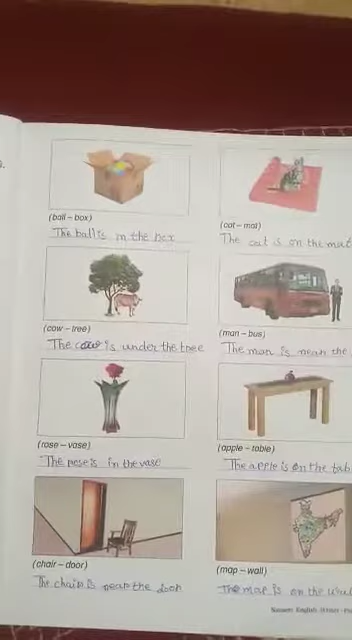 (ball – box)
(cat – mat)
The ball is in the box
The cat is on the mat
(cow – tree)
(man – bus)
The cow is under the tree
The man is near the
(rose – vase)
(apple – table)
The rose is in the vase
The apple is on the tab
(chair – door)
(map – wall)
The chair is near the door
The map is on the wal